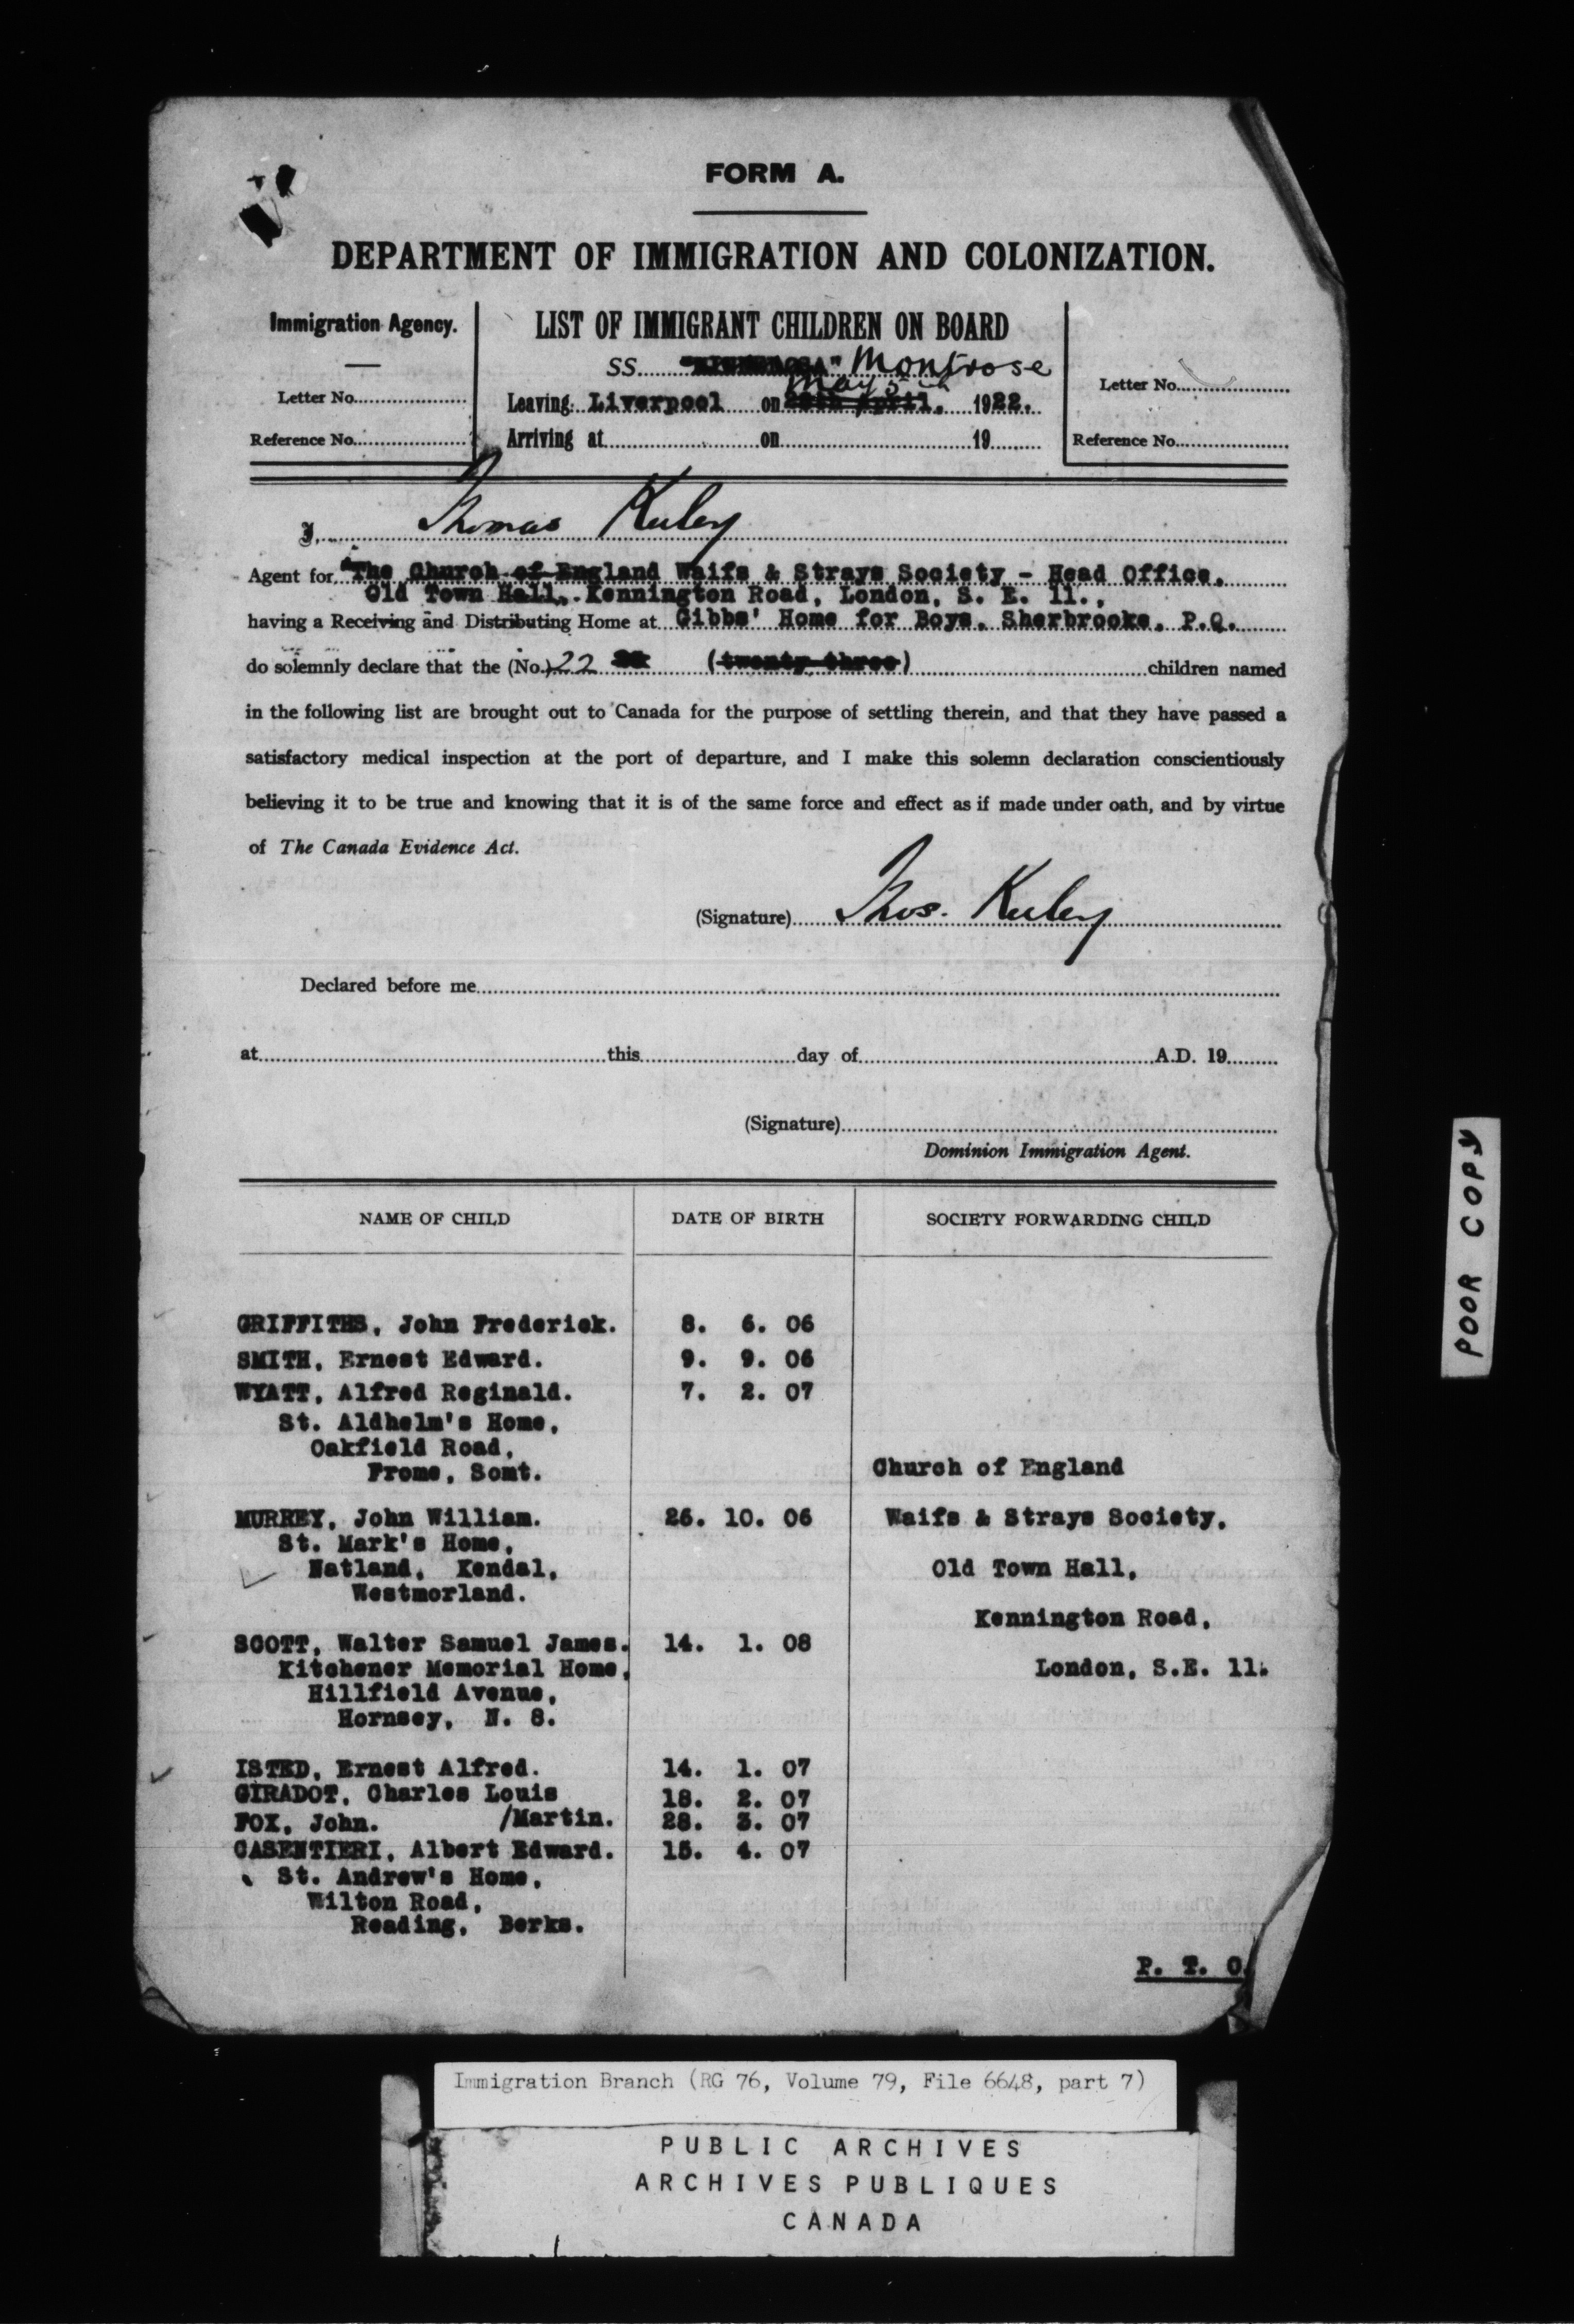 FORM A.
DEPARTMENT OF IMMIGRATION AND COLONIZATION.
Immigration Agency.
Letter No.
Reference No.
LIST OF IMMIGRANT CHILDREN ON BOARD
SS. Montrose
May 5th
Leaving: Liverpool on 28th April. 1922.
Arriving at on 19
Letter No.
Reference No.
I, Thomas Keeley
Agent for The Church of England Waifs & Strays Society - Head Office,
Old Town Hall, Kennington Road, London, S. E. 11.,
having a Receiving and Distributing Home at Gibbs' Home for Boys, Sherbrooke, P.Q.
do solemnly declare that the (No.) 22 (twenty three) children named
in the following list are brought out to Canada for the purpose of settling therein, and that they have passed a
satisfactory medical inspection at the port of departure, and I make this solemn declaration conscientiously
believing it to be true and knowing that it is of the same force and effect as if made under oath, and by virtue
of The Canada Evidence Act.
(Signature) Thos. Keeley
Declared before me
at this day of A.D. 19
(Signature)
Dominion Immigration Agent.
NAME OF CHILD DATE OF BIRTH SOCIETY FORWARDING CHILD
GRIFFITHS, John Frederick. 8. 6. 06
SMITH, Ernest Edward. 9. 9. 06
WYATT, Alfred Reginald. 7. 2. 07
St. Aldhelm's Home,
Oakfield Road,
Frome, Somt.
Church of England
MURREY, John William. 26. 10. 06 Waifs & Strays Society,
St. Mark's Home,
Natland, Kendal, Old Town Hall,
Westmorland.
Kennington Road,
SCOTT, Walter Samuel James. 14. 1. 08
Kitchener Memorial Home, London, S.E. 11.
Hillfield Avenue,
Hornsey, N. 8.
ISTED, Ernest Alfred. 14. 1. 07
GIRADOT, Charles Louis 18. 2. 07
FOX, John. /Martin. 28. 3. 07
CASENTIERI, Albert Edward. 15. 4. 07
St. Andrew's Home,
Wilton Road,
Reading, Berks.
P. T. O.
POOR COPY
Immigration Branch (RG 76, Volume 79, File 6648, part 7)
PUBLIC ARCHIVES
ARCHIVES PUBLIQUES
CANADA